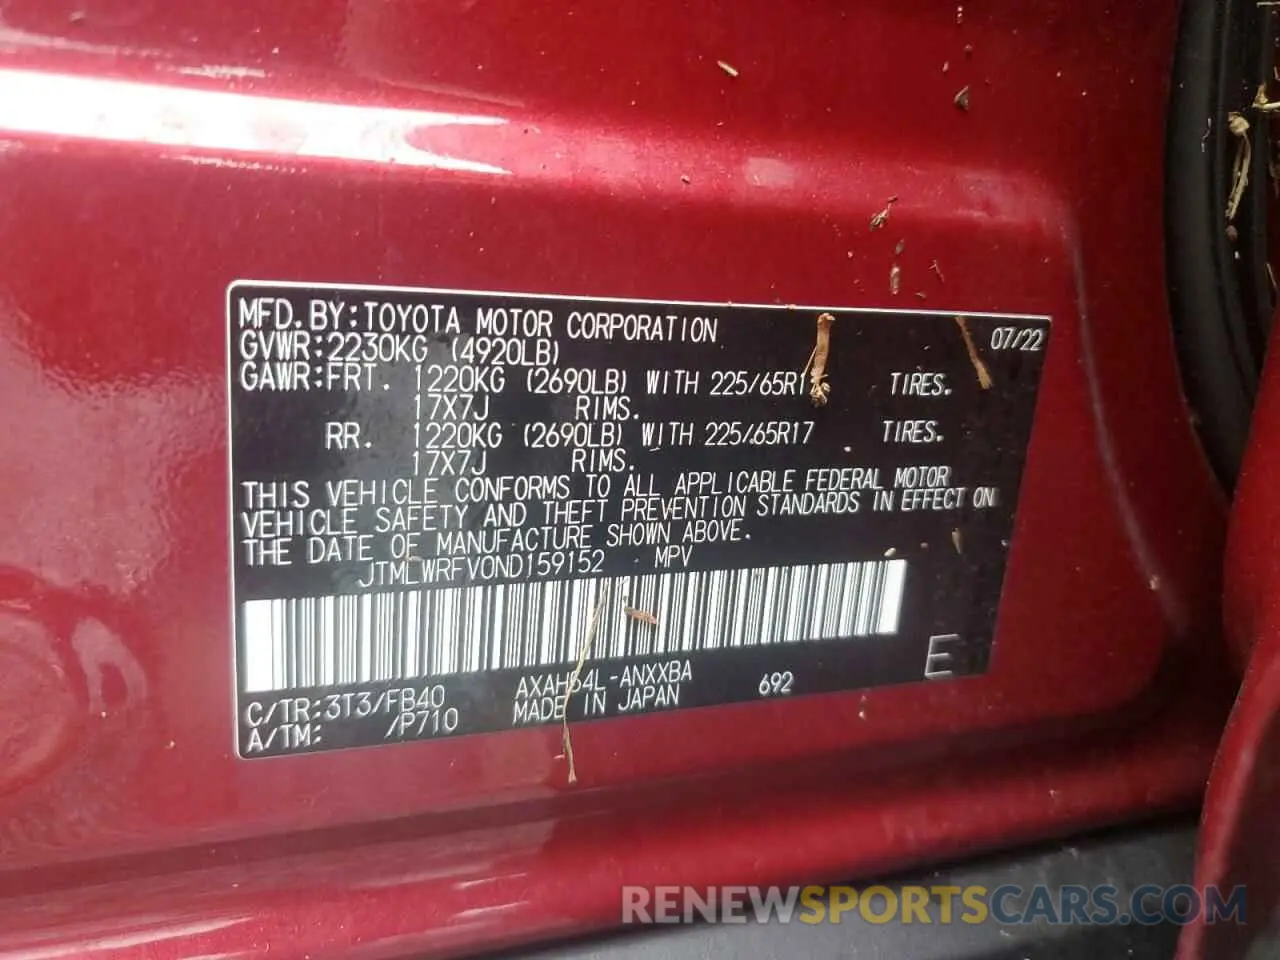 MFD. BY: TOYOTA MOTOR CORPORATION 07/22
GVWR: 2230KG (4920LB)
GAWR: FRT. 1220KG (2690LB) WITH 225/65R1 TIRES.
17X7J RIMS.
RR. 1220KG (2690LB) WITH 225/65R17 TIRES.
17X7J RIMS.
THIS VEHICLE CONFORMS TO ALL APPLICABLE FEDERAL MOTOR
VEHICLE SAFETY AND THEFT PREVENTION STANDARDS IN EFFECT ON
THE DATE OF MANUFACTURE SHOWN ABOVE.
JTMLWRFV0ND159152 MPV
C/TR: 3T3/FB40 AXAH54L-ANXXBA 692 E
A/TM: /P710 MADE IN JAPAN
RENEWSPORTSCARS.COM